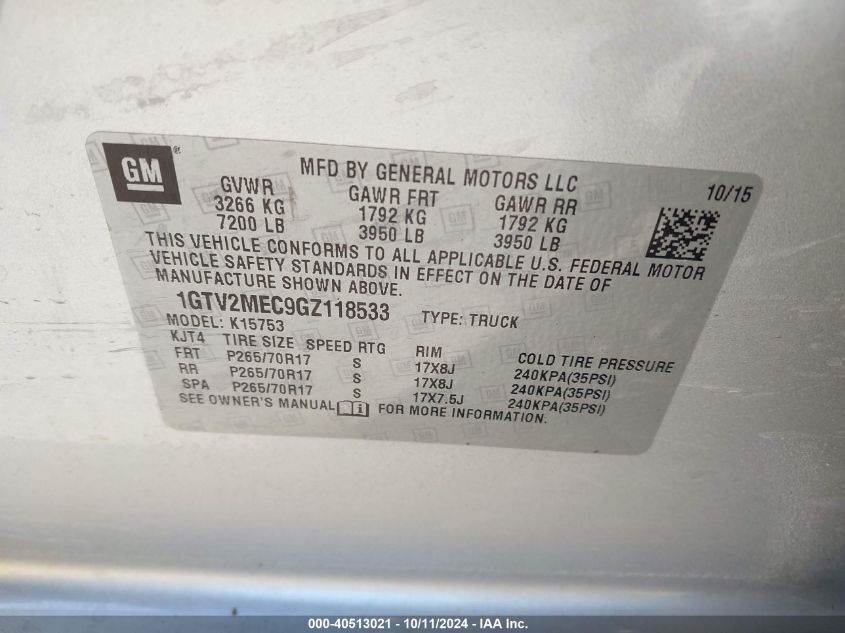 GM
MFD BY GENERAL MOTORS LLC
10/15
GVWR GAWR FRT GAWR RR
3266 KG 1792 KG 1792 KG
7200 LB 3950 LB 3950 LB
THIS VEHICLE CONFORMS TO ALL APPLICABLE U.S. FEDERAL MOTOR
VEHICLE SAFETY STANDARDS IN EFFECT ON THE DATE OF
MANUFACTURE SHOWN ABOVE.
1GTV2MEC9GZ118533 TYPE: TRUCK
MODEL: K15753
KJT4 TIRE SIZE SPEED RTG RIM COLD TIRE PRESSURE
FRT P265/70R17 S 17X8J 240KPA(35PSI)
RR P265/70R17 S 17X8J 240KPA(35PSI)
SPA P265/70R17 S 17X7.5J 240KPA(35PSI)
SEE OWNER'S MANUAL FOR MORE INFORMATION.
000-40513021 - 10/11/2024 - IAA Inc.